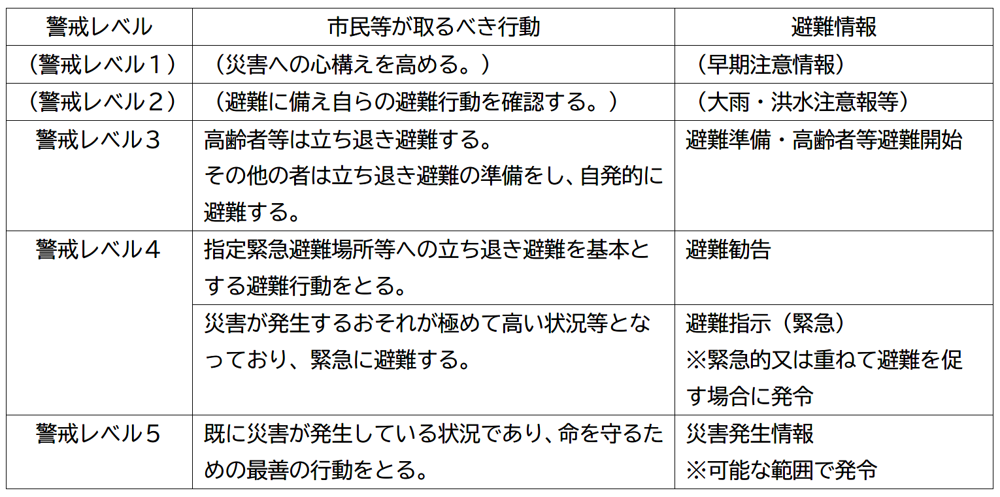 警戒レベル 市民等が取るべき行動 避難情報
（警戒レベル１） （災害への心構えを高める。） （早期注意情報）
（警戒レベル２） （避難に備え自らの避難行動を確認する。） （大雨・洪水注意報等）
警戒レベル３ 高齢者等は立ち退き避難する。 避難準備・高齢者等避難開始
その他の者は立ち退き避難の準備をし、自発的に
避難する。
警戒レベル４ 指定緊急避難場所等への立ち退き避難を基本と 避難勧告
する避難行動をとる。
災害が発生するおそれが極めて高い状況等とな 避難指示（緊急）
っており、緊急に避難する。 ※緊急的又は重ねて避難を促
す場合に発令
警戒レベル５ 既に災害が発生している状況であり、命を守るた 災害発生情報
めの最善の行動をとる。 ※可能な範囲で発令